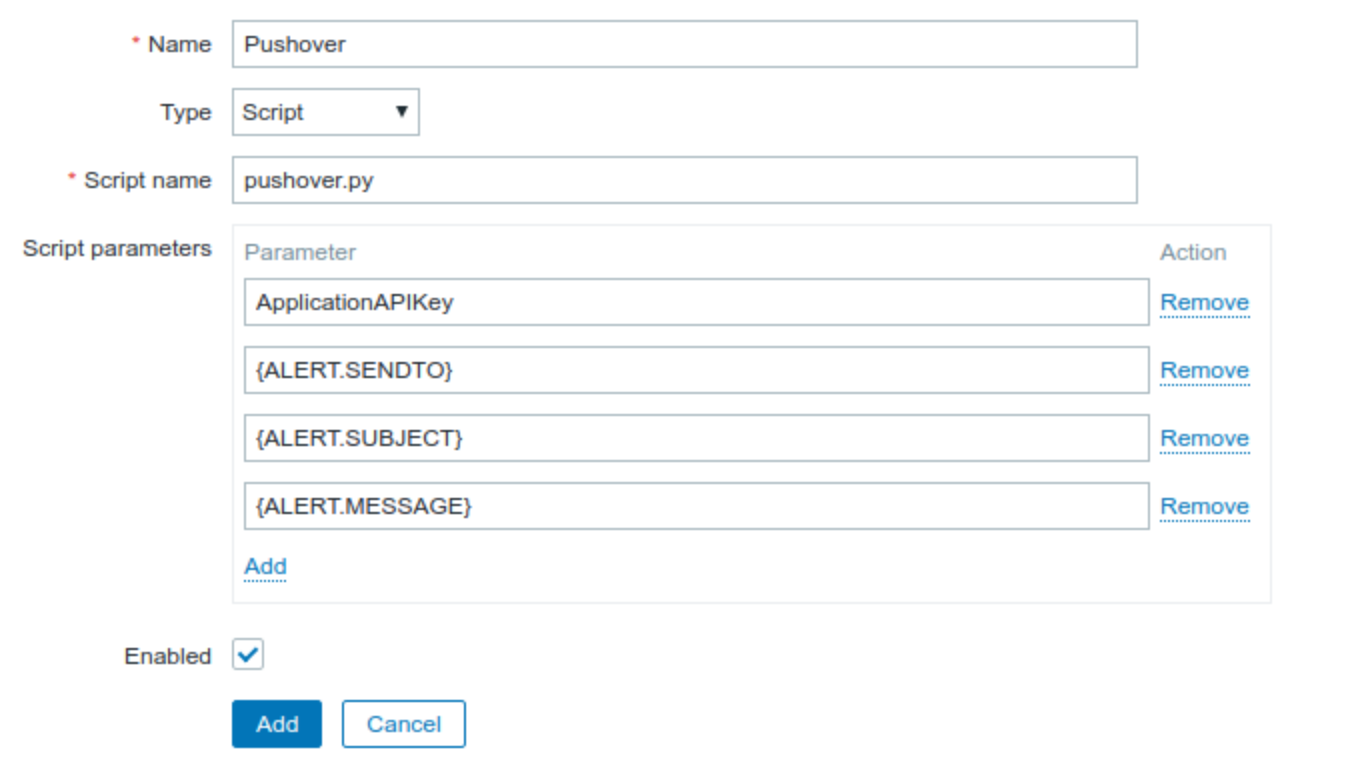 * Name Pushover
Type Script ▼
* Script name pushover.py
Script parameters Parameter Action
ApplicationAPIKey Remove
{ALERT.SENDTO} Remove
{ALERT.SUBJECT} Remove
{ALERT.MESSAGE} Remove
Add
Enabled
Add Cancel